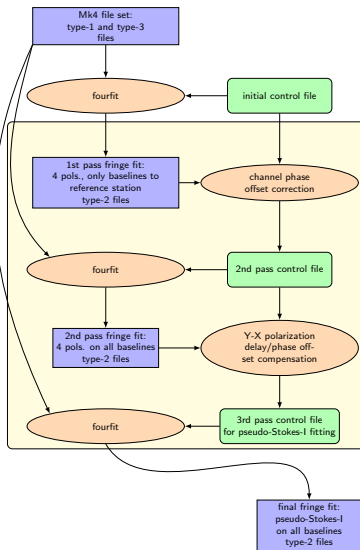 Mk4 file set:
type-1 and type-3
files
fourfit
initial control file
1st pass fringe fit:
4 pols., only baselines to
reference station
type-2 files
channel phase
offset correction
fourfit
2nd pass control file
2nd pass fringe fit:
4 pols. on all baselines
type-2 files
Y-X polarization
delay/phase off-
set compensation
fourfit
3rd pass control file
for pseudo-Stokes-I fitting
final fringe fit:
pseudo-Stokes-I
on all baselines
type-2 files